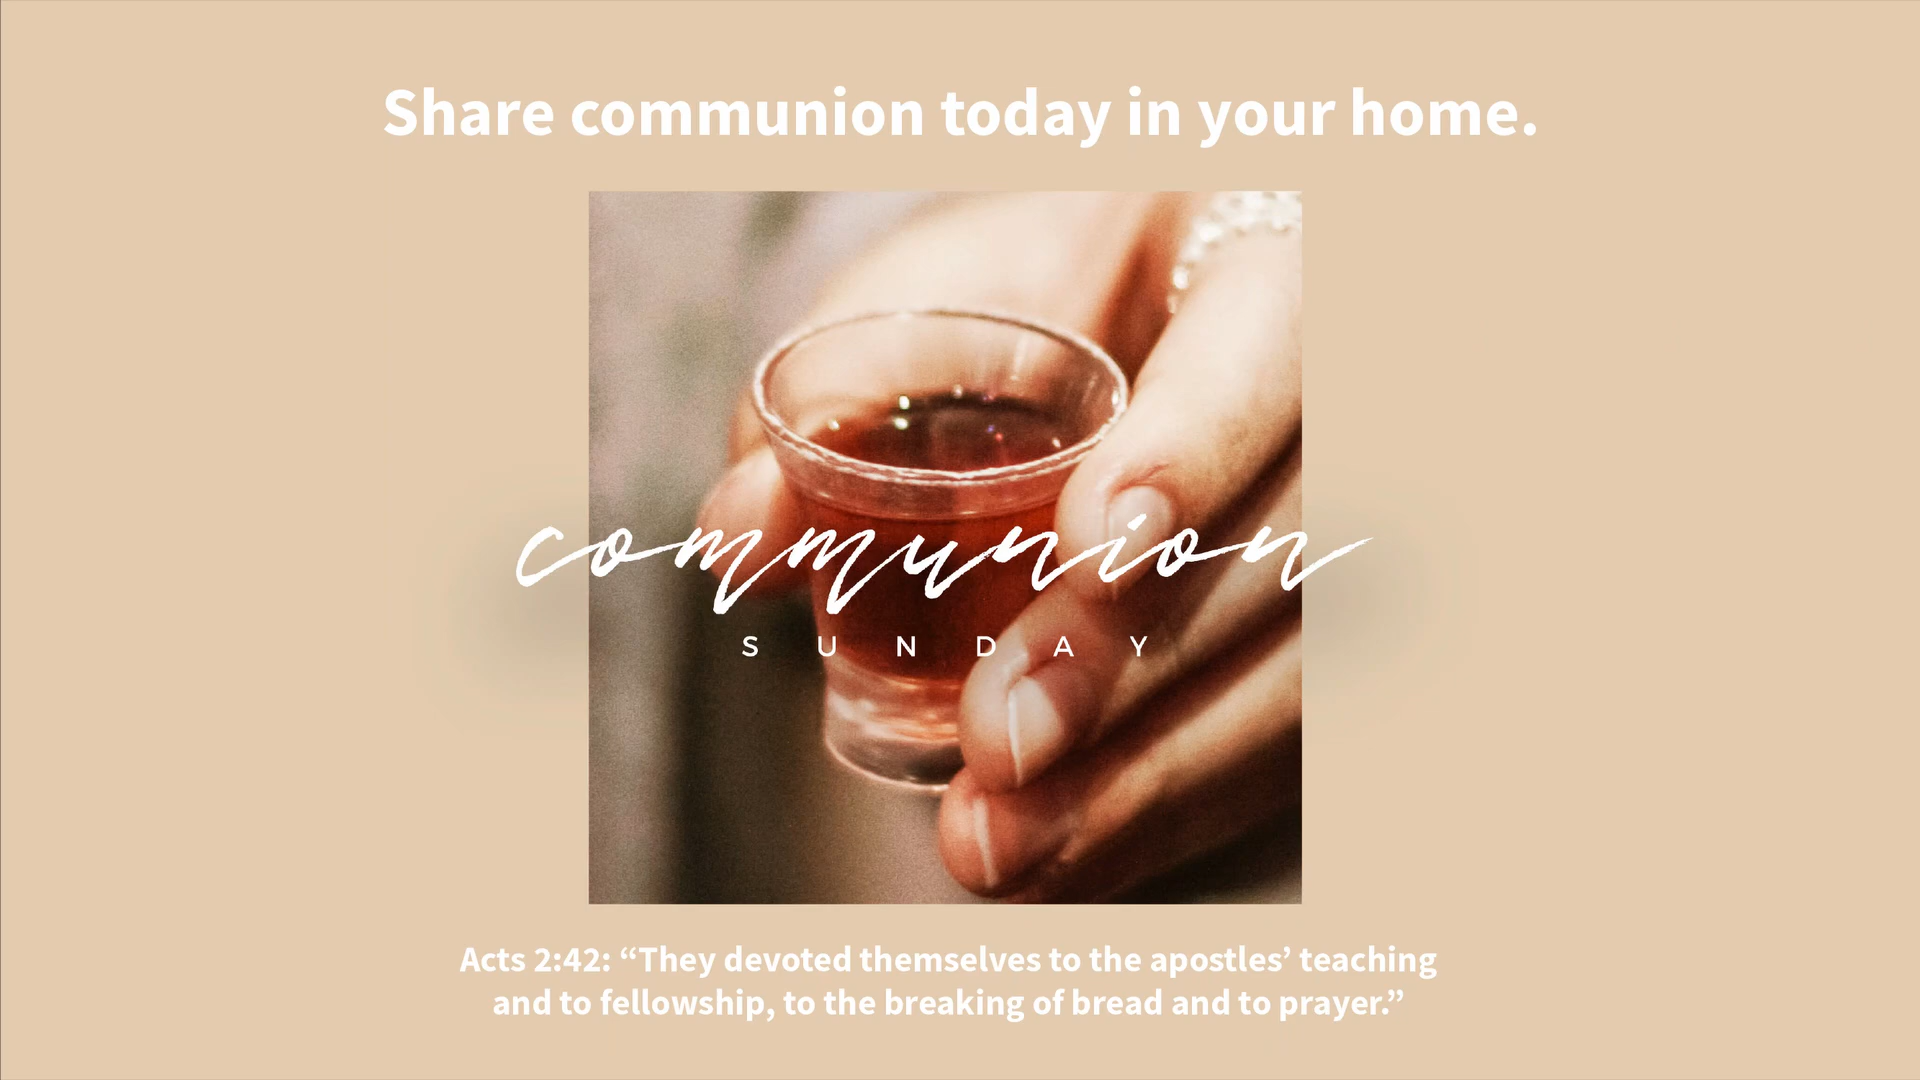 Share communion today in your home.
communion
SUNDAY
Acts 2:42: “They devoted themselves to the apostles’ teaching
and to fellowship, to the breaking of bread and to prayer.”